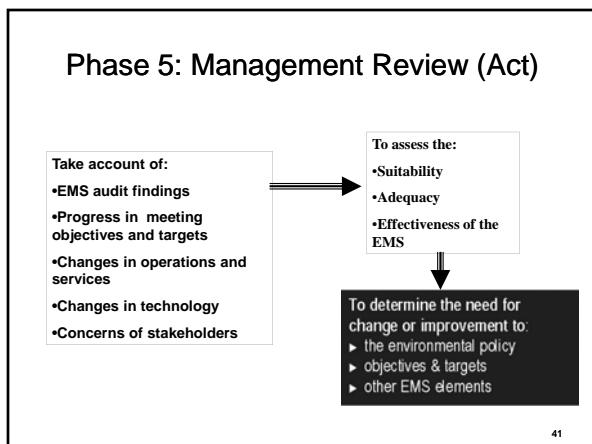 Phase 5: Management Review (Act)
Take account of:
•EMS audit findings
•Progress in meeting
objectives and targets
•Changes in operations and
services
•Changes in technology
•Concerns of stakeholders
To assess the:
•Suitability
•Adequacy
•Effectiveness of the
EMS
To determine the need for
change or improvement to:
► the environmental policy
► objectives & targets
► other EMS elements
41